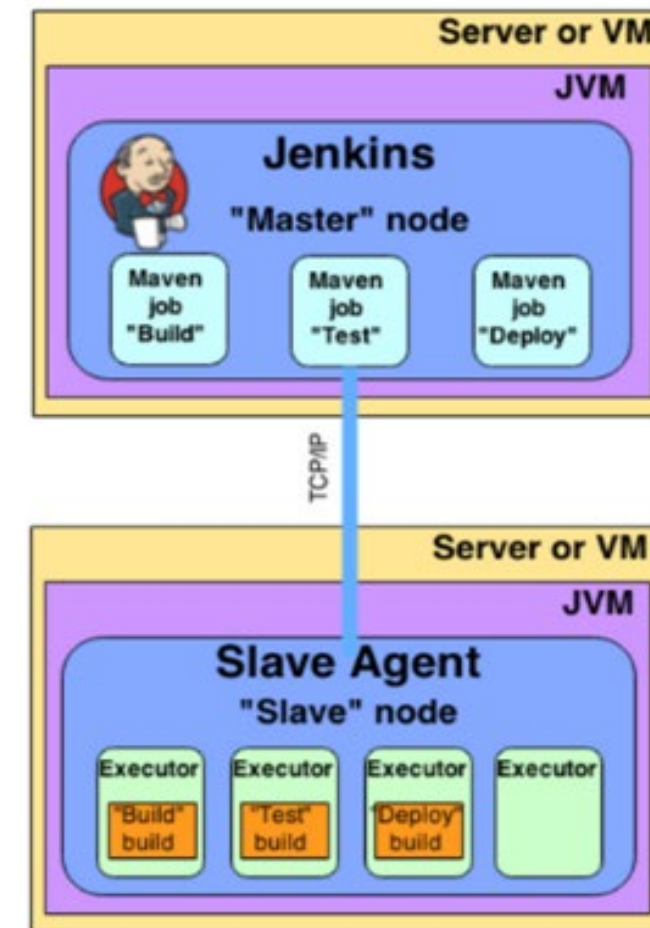 Server or VM
JVM
Jenkins
"Master" node
Maven
job
"Build"
Maven
job
"Test"
Maven
job
"Deploy"
TCP/IP
Server or VM
JVM
Slave Agent
"Slave" node
Executor
"Build"
build
Executor
"Test"
build
Executor
"Deploy"
build
Executor